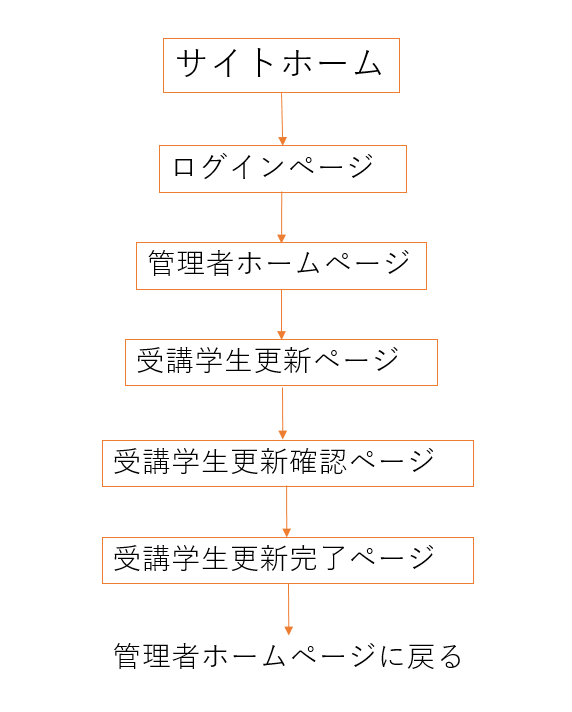 サイトホーム
ログインページ
管理者ホームページ
受講学生更新ページ
受講学生更新確認ページ
受講学生更新完了ページ
管理者ホームページに戻る